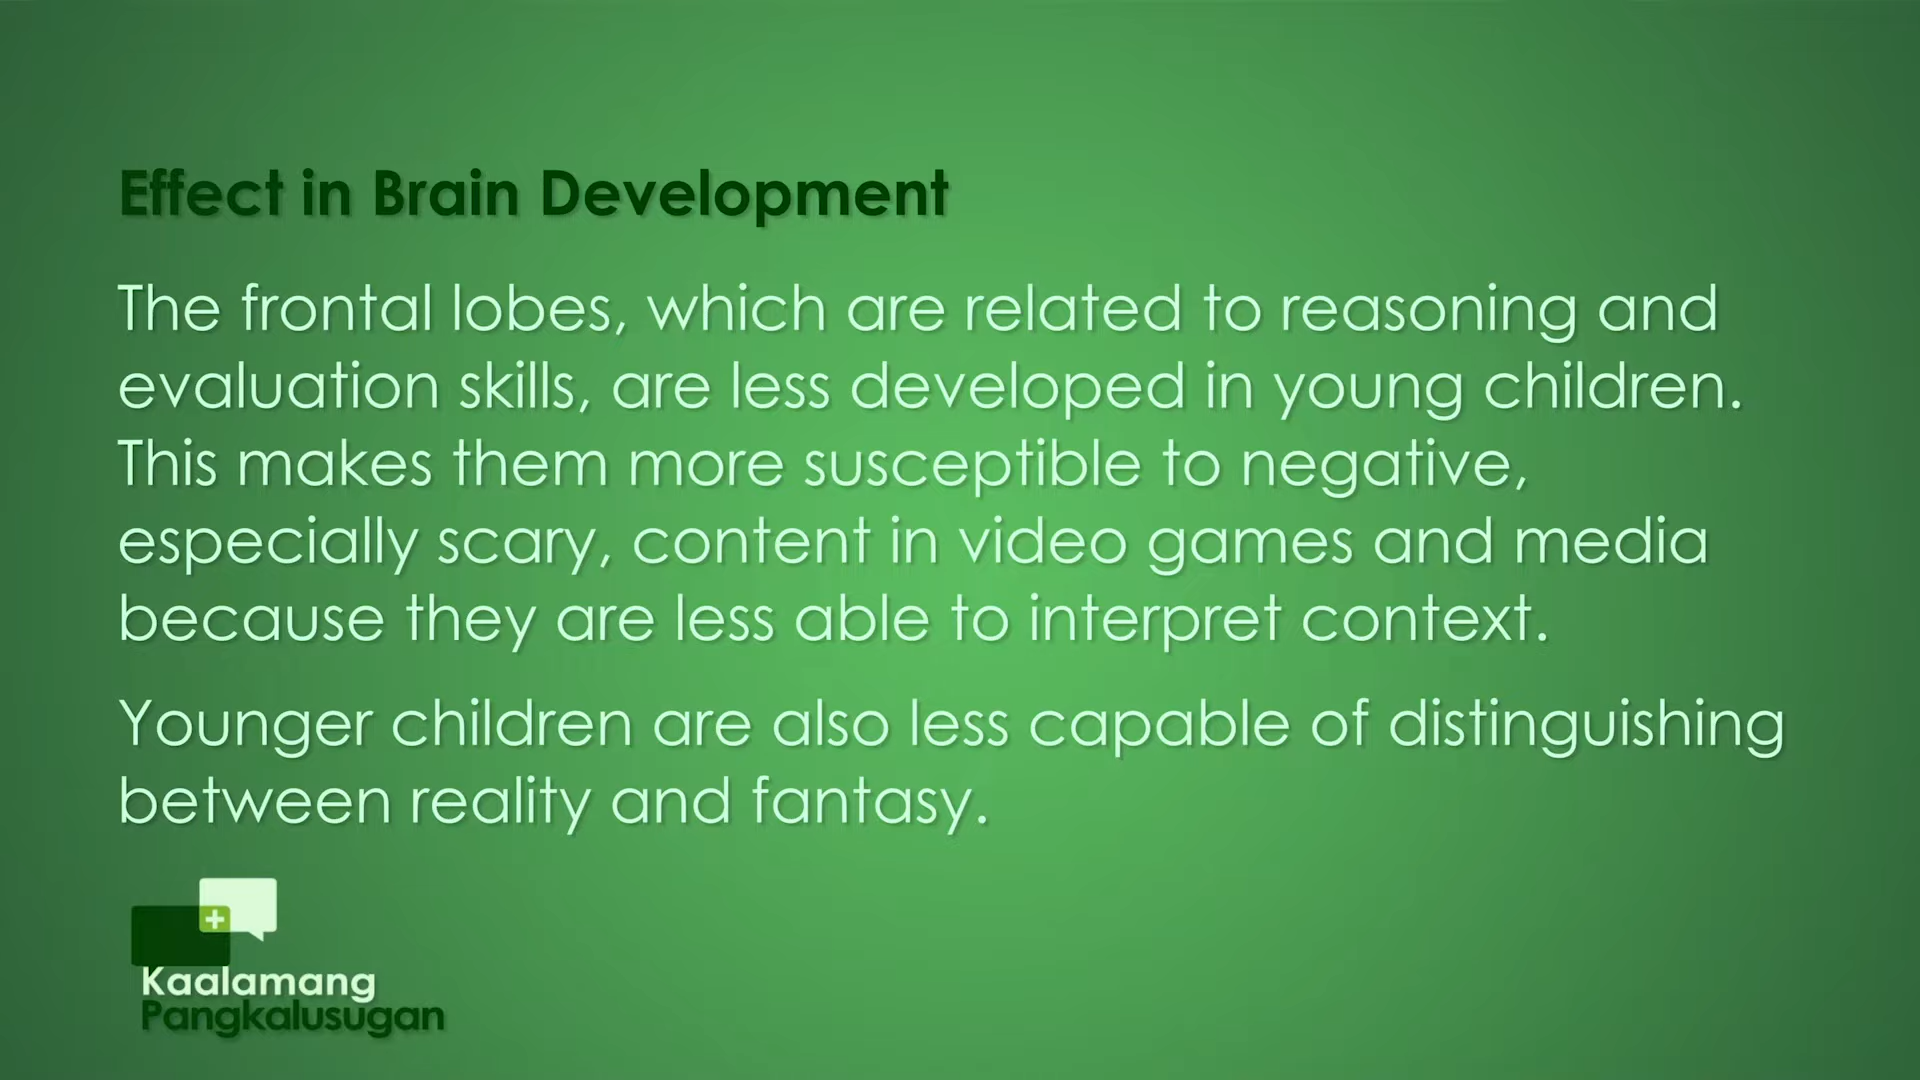 Effect in Brain Development
The frontal lobes, which are related to reasoning and
evaluation skills, are less developed in young children.
This makes them more susceptible to negative,
especially scary, content in video games and media
because they are less able to interpret context.
Younger children are also less capable of distinguishing
between reality and fantasy.
Kaalamang
Pangkalusugan